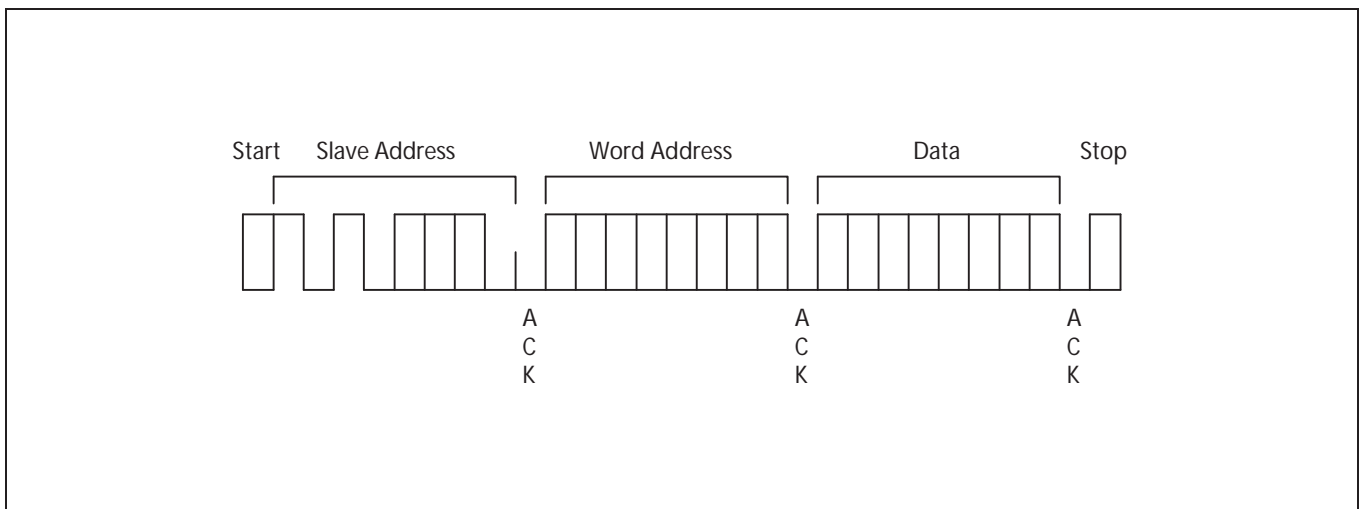 Start Slave Address Word Address Data Stop
A A A
C C C
K K K